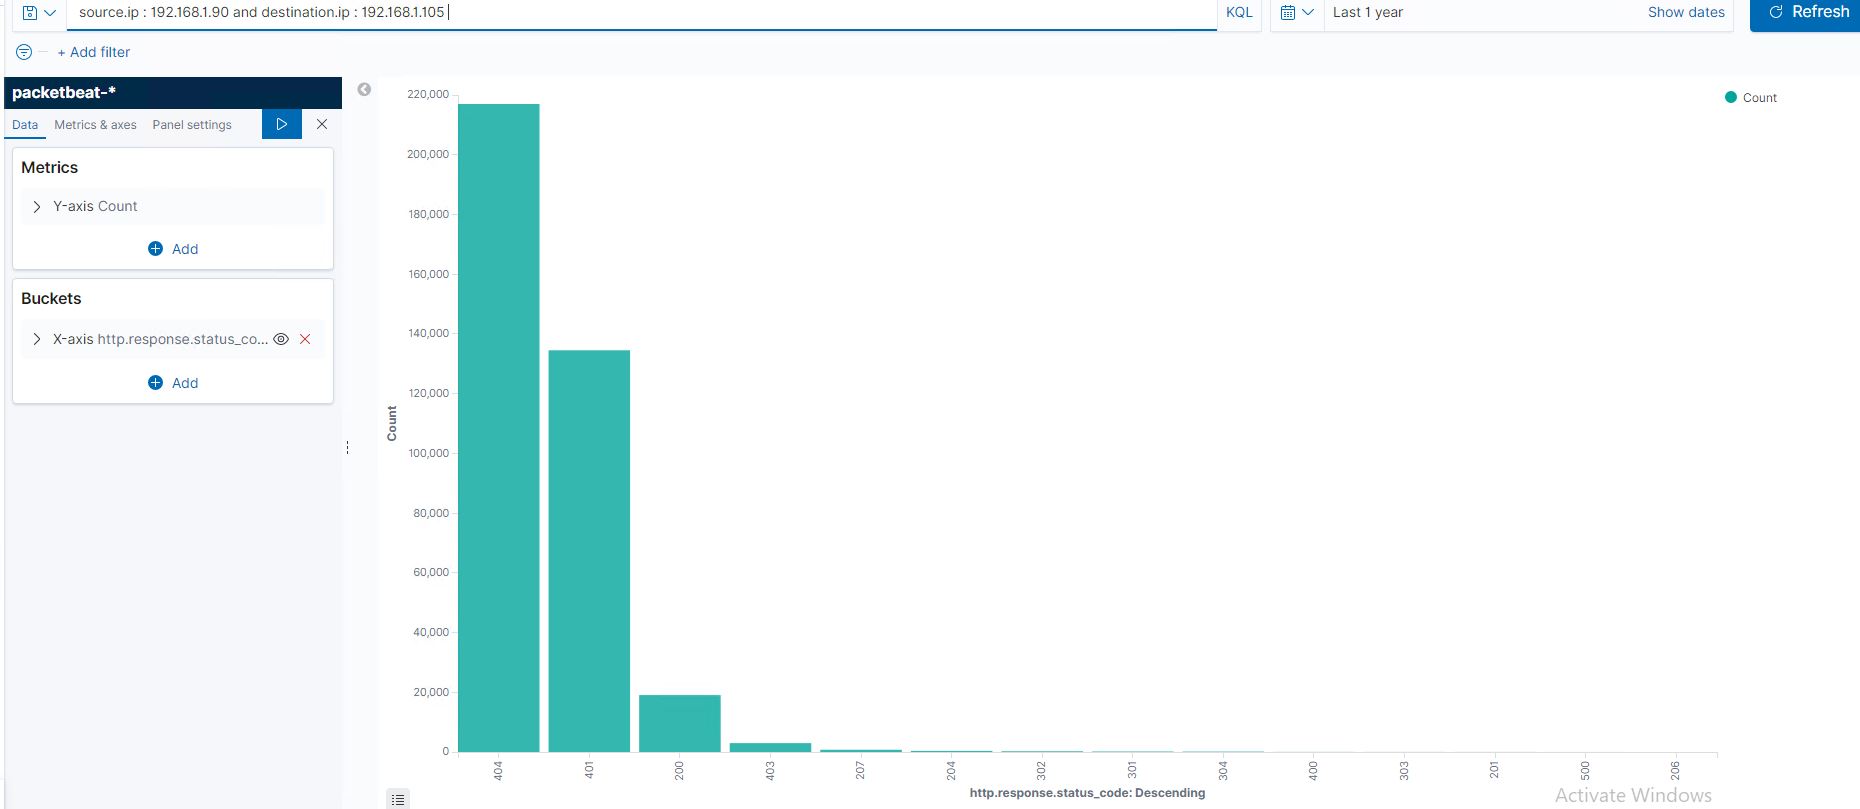 source.ip : 192.168.1.90 and destination.ip : 192.168.1.105
KQL
Last 1 year
Show dates
Refresh
+ Add filter
packetbeat-*
Data
Metrics & axes
Panel settings
Metrics
Y-axis Count
Add
Buckets
X-axis http.response.status_co...
Add
Count
220,000
200,000
180,000
160,000
140,000
120,000
100,000
80,000
60,000
40,000
20,000
0
Count
404
401
200
403
207
204
302
301
304
400
303
201
500
206
http.response.status_code: Descending
Activate Windows